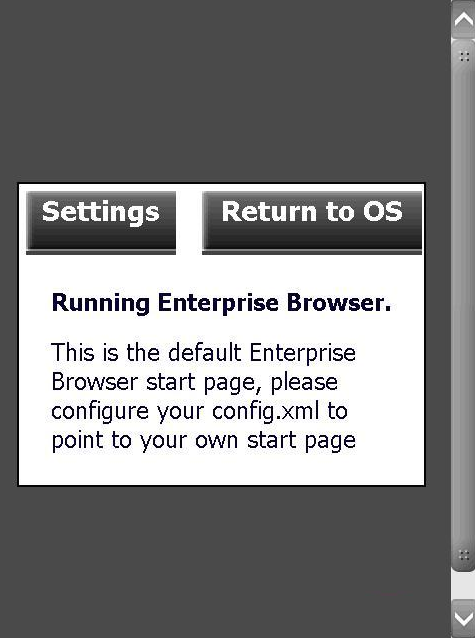 Settings
Return to OS
Running Enterprise Browser.
This is the default Enterprise
Browser start page, please
configure your config.xml to
point to your own start page